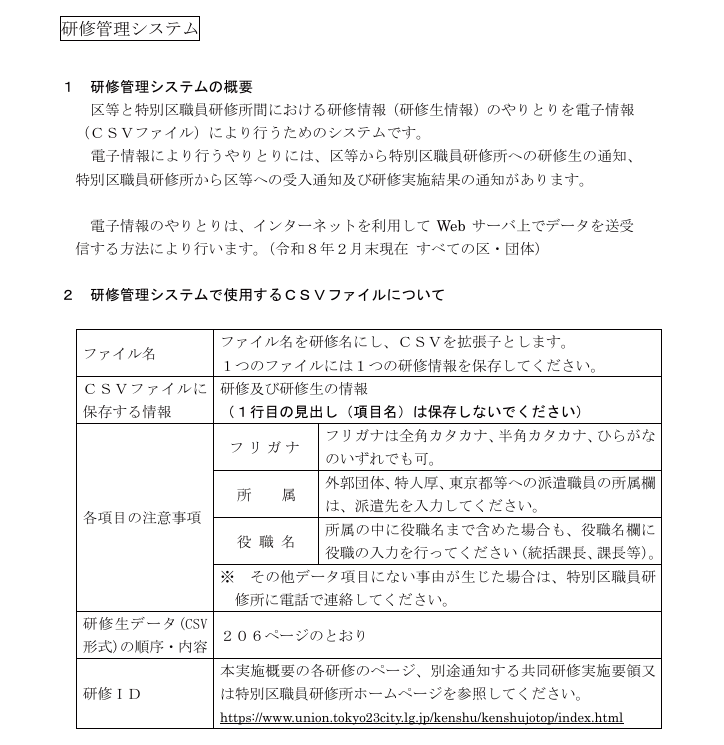 研修管理システム
１　研修管理システムの概要
区等と特別区職員研修所間における研修情報（研修生情報）のやりとりを電子情報
（ＣＳＶファイル）により行うためのシステムです。
電子情報により行うやりとりには、区等から特別区職員研修所への研修生の通知、
特別区職員研修所から区等への受入通知及び研修実施結果の通知があります。
電子情報のやりとりは、インターネットを利用して Web サーバ上でデータを送受
信する方法により行います。（令和８年２月末現在 すべての区・団体）
２　研修管理システムで使用するＣＳＶファイルについて
ファイル名
ファイル名を研修名にし、ＣＳＶを拡張子とします。
１つのファイルには１つの研修情報を保存してください。
ＣＳＶファイルに
保存する情報
研修及び研修生の情報
（１行目の見出し（項目名）は保存しないでください）
各項目の注意事項
フリガナ
フリガナは全角カタカナ、半角カタカナ、ひらがな
のいずれでも可。
所　　属
外郭団体、特人厚、東京都等への派遣職員の所属欄
は、派遣先を入力してください。
役 職 名
所属の中に役職名まで含めた場合も、役職名欄に
役職の入力を行ってください（統括課長、課長等）。
※　その他データ項目にない事由が生じた場合は、特別区職員研
修所に電話で連絡してください。
研修生データ(CSV
形式)の順序・内容
２０６ページのとおり
研修ＩＤ
本実施概要の各研修のページ、別途通知する共同研修実施要領又
は特別区職員研修所ホームページを参照してください。
https://www.union.tokyo23city.lg.jp/kenshu/kenshujotop/index.html